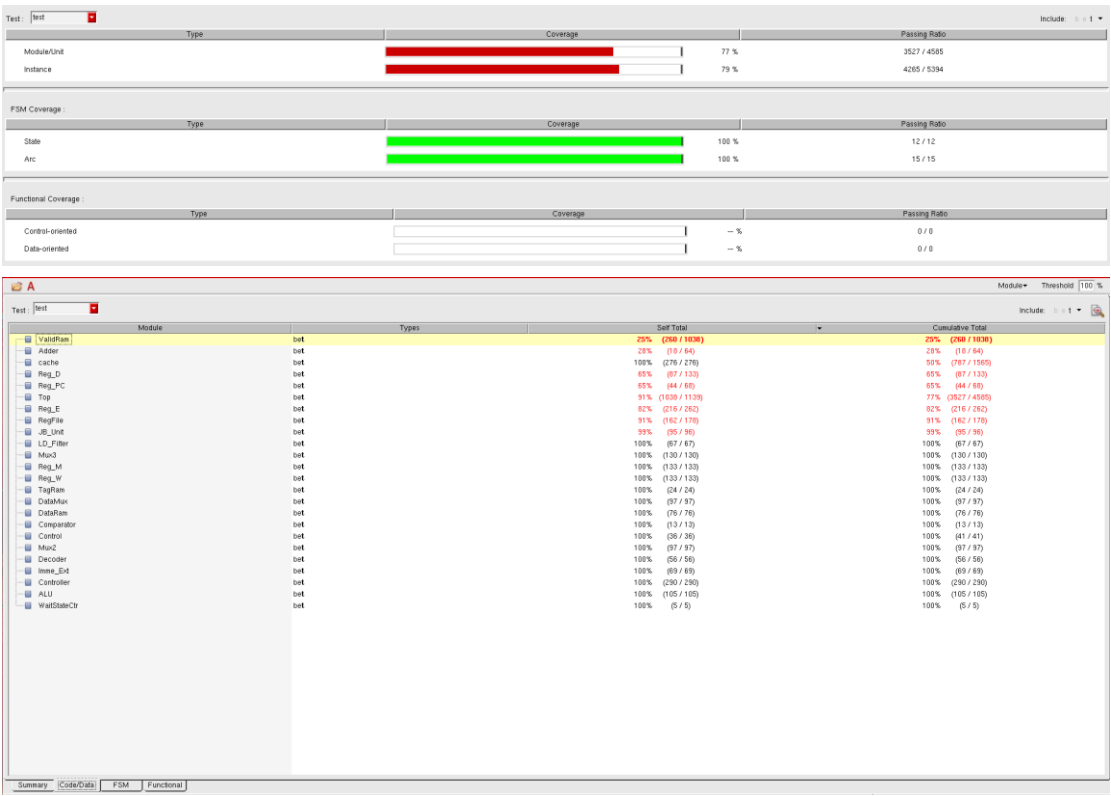 Test : test Include: s e t
Type Coverage Passing Ratio
Module/Unit 77 % 3527 / 4585
Instance 79 % 4265 / 5394
FSM Coverage :
Type Coverage Passing Ratio
State 100 % 12 / 12
Arc 100 % 15 / 15
Functional Coverage :
Type Coverage Passing Ratio
Control-oriented -- % 0 / 0
Data-oriented -- % 0 / 0
A Module Threshold 100 %
Test : test Include: s e t
Module Types Self Total Cumulative Total
ValidRam bet 25% (260 / 1038) 25% (260 / 1038)
Adder bet 28% (18 / 64) 28% (18 / 64)
cache bet 100% (276 / 276) 50% (787 / 1565)
Reg_D bet 65% (87 / 133) 65% (87 / 133)
Reg_PC bet 65% (44 / 68) 65% (44 / 68)
Top bet 91% (1038 / 1139) 77% (3527 / 4585)
Reg_E bet 82% (216 / 262) 82% (216 / 262)
RegFile bet 91% (162 / 178) 91% (162 / 178)
JB_Unit bet 99% (95 / 96) 99% (95 / 96)
LD_Filter bet 100% (67 / 67) 100% (67 / 67)
Mux3 bet 100% (130 / 130) 100% (130 / 130)
Reg_M bet 100% (133 / 133) 100% (133 / 133)
Reg_W bet 100% (133 / 133) 100% (133 / 133)
TagRam bet 100% (24 / 24) 100% (24 / 24)
DataMux bet 100% (97 / 97) 100% (97 / 97)
DataRam bet 100% (76 / 76) 100% (76 / 76)
Comparator bet 100% (13 / 13) 100% (13 / 13)
Control bet 100% (36 / 36) 100% (41 / 41)
Mux2 bet 100% (97 / 97) 100% (97 / 97)
Decoder bet 100% (56 / 56) 100% (56 / 56)
Imme_Ext bet 100% (69 / 69) 100% (69 / 69)
Controller bet 100% (290 / 290) 100% (290 / 290)
ALU bet 100% (105 / 105) 100% (105 / 105)
WaitStateCtr bet 100% (5 / 5) 100% (5 / 5)
Summary Code/Data FSM Functional